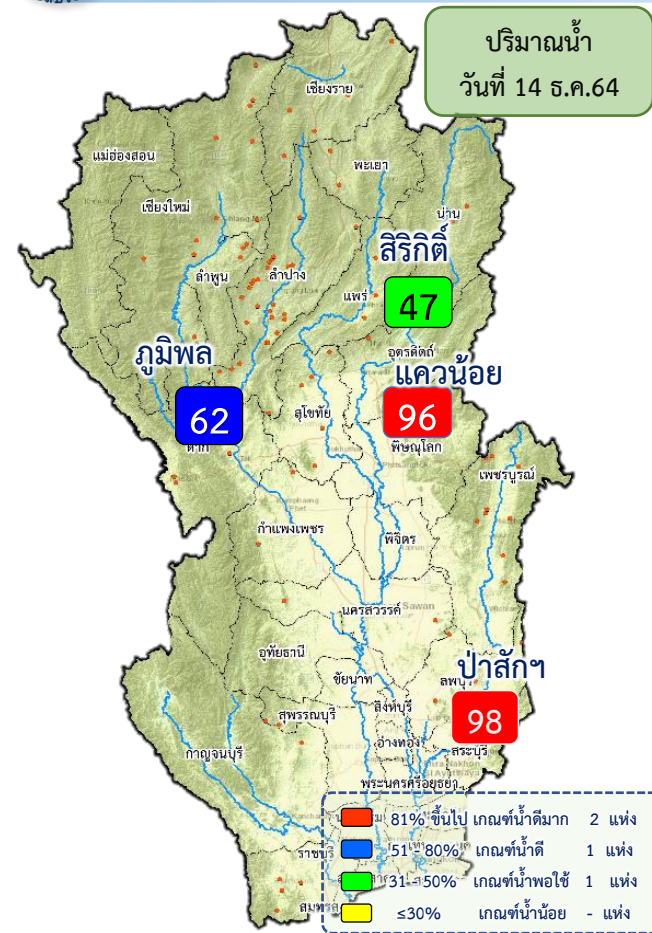 ปริมาณน้ำ
วันที่ 14 ธ.ค.64
เชียงราย
แม่ฮ่องสอน
พะเยา
เชียงใหม่
น่าน
สิริกิติ์
ลำพูน
ลำปาง
แพร่
47
อุตรดิตถ์
ภูมิพล
แควน้อย
62
สุโขทัย
96
ตาก
พิษณุโลก
เพชรบูรณ์
กำแพงเพชร
พิจิตร
นครสวรรค์
Sawan
อุทัยธานี
ป่าสักฯ
ชัยนาท
ลพบุรี
สิงห์บุรี
สุพรรณบุรี
98
อ่างทอง
กาญจนบุรี
สระบุรี
พระนครศรีอยุธยา
81% ขึ้นไป เกณฑ์น้ำดีมาก 2 แห่ง
51 - 80% เกณฑ์น้ำดี 1 แห่ง
ราชบุรี
31 - 50% เกณฑ์น้ำพอใช้ 1 แห่ง
≤30% เกณฑ์น้ำน้อย - แห่ง